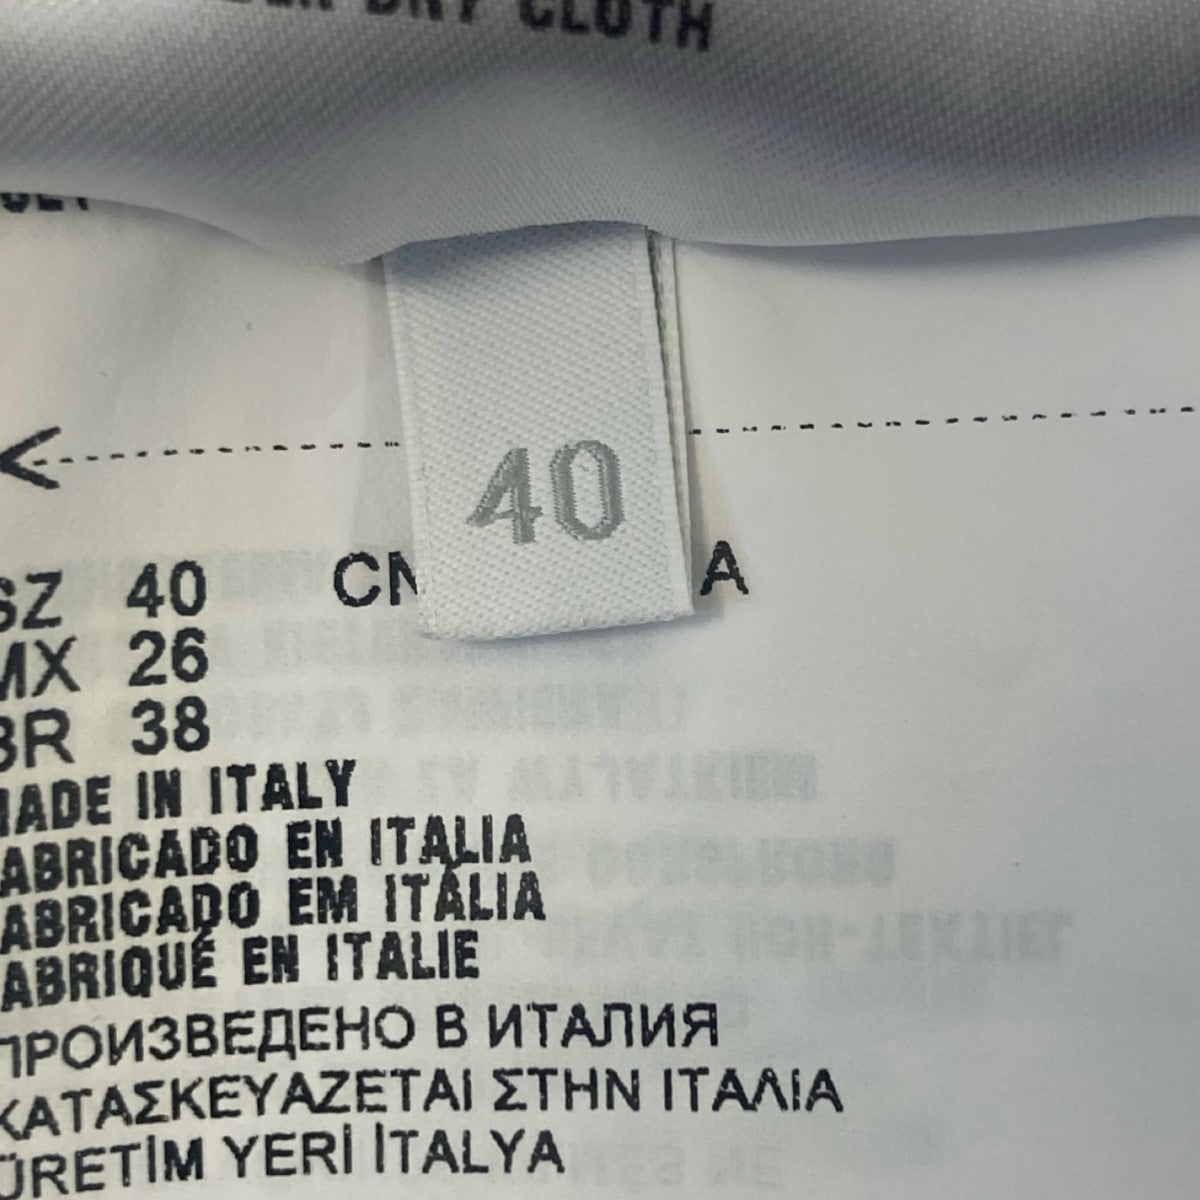 DRY CLOTH
40
SZ 40
MX 26
BR 38
MADE IN ITALY
FABRICADO EN ITALIA
FABRICADO EM ITÁLIA
FABRIQUÉ EN ITALIE
ПРОИЗВЕДЕНО В ИТАЛИЯ
ΚΑΤΑΣΚΕΥΑΖΕΤΑΙ ΣΤΗΝ ΙΤΑΛΙΑ
ÜRETİM YERİ İTALYA